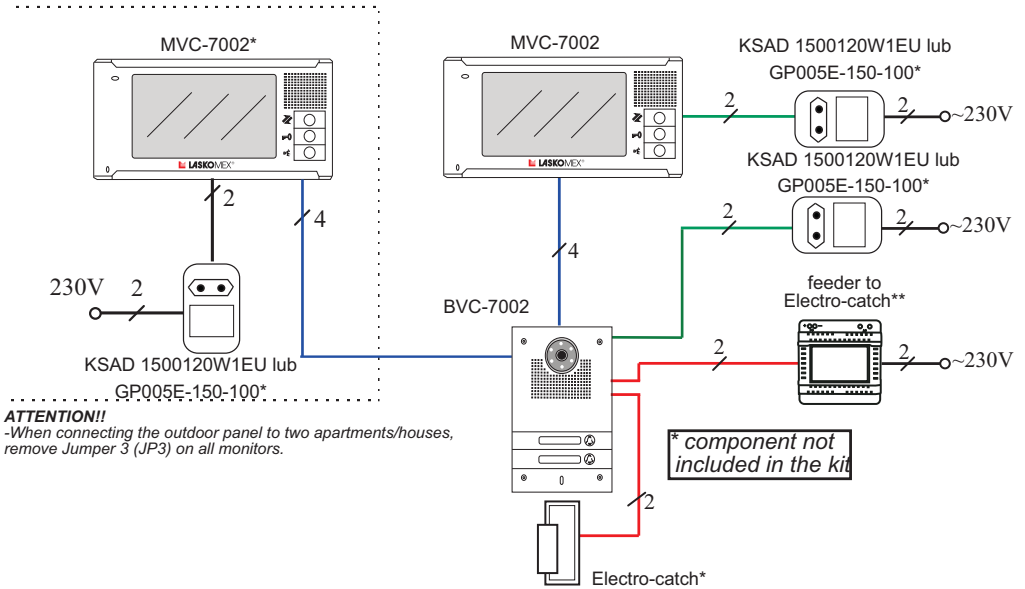 MVC-7002*
LASKOMEX®
2
4
230V
2
KSAD 1500120W1EU lub
GP005E-150-100*
ATTENTION!!
-When connecting the outdoor panel to two apartments/houses,
remove Jumper 3 (JP3) on all monitors.
MVC-7002
LASKOMEX®
4
BVC-7002
KSAD 1500120W1EU lub
GP005E-150-100*
2
2
~230V
KSAD 1500120W1EU lub
GP005E-150-100*
2
2
~230V
feeder to
Electro-catch**
2
2
~230V
* component not
included in the kit
2
Electro-catch*